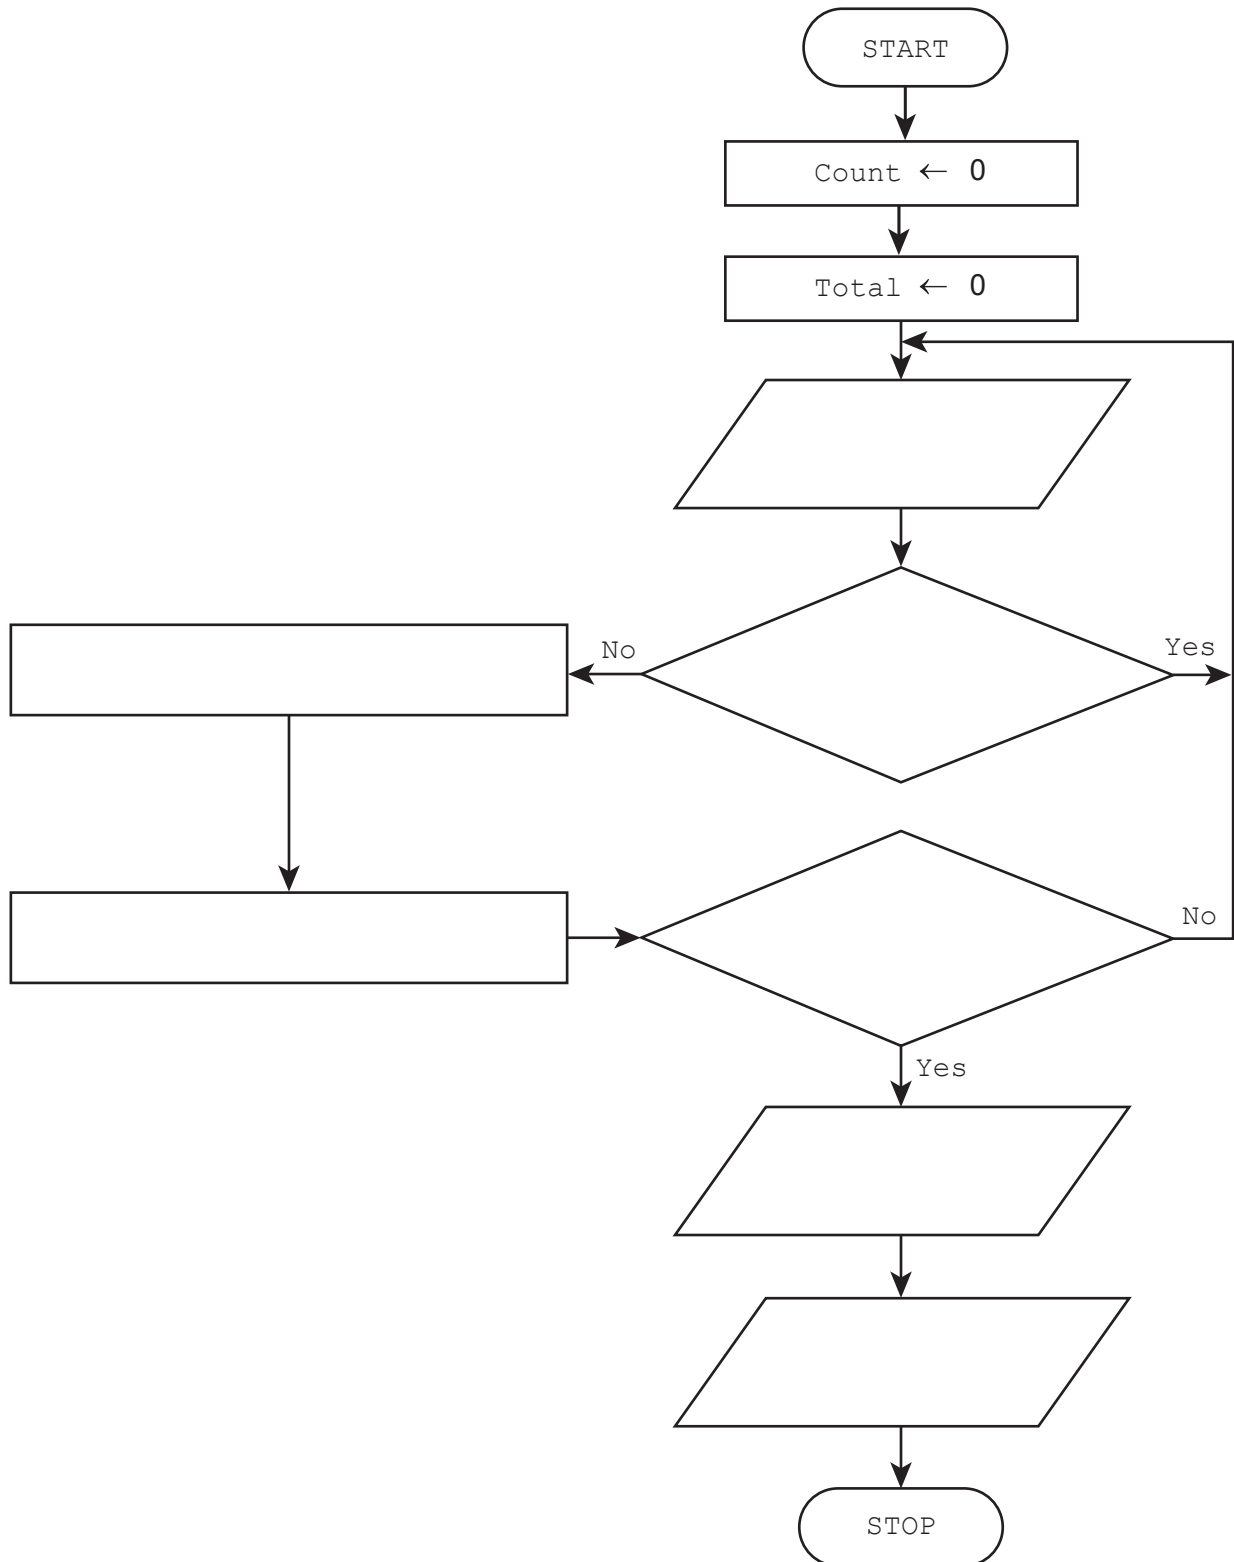 START
Count ← 0
Total ← 0
No
Yes
No
Yes
STOP